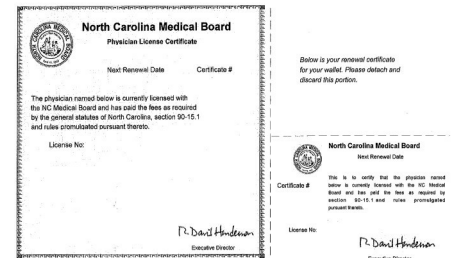 North Carolina Medical Board
Physician License Certificate
Next Renewal Date Certificate #
The physician named below is currently licensed with
the NC Medical Board and has paid the fees as required
by the general statutes of North Carolina, section 90-15.1
and rules promulgated pursuant thereto.
License No:
R. David Henderson
Executive Director
Below is your renewal certificate
for your wallet. Please detach and
discard this portion.
North Carolina Medical Board
Next Renewal Date
Certificate #
This is to certify that the physician named
below is currently licensed with the NC Medical
Board and has paid the fees as required by
section 90-15.1 and rules promulgated
pursuant thereto.
License No:
R. David Henderson
Executive Director